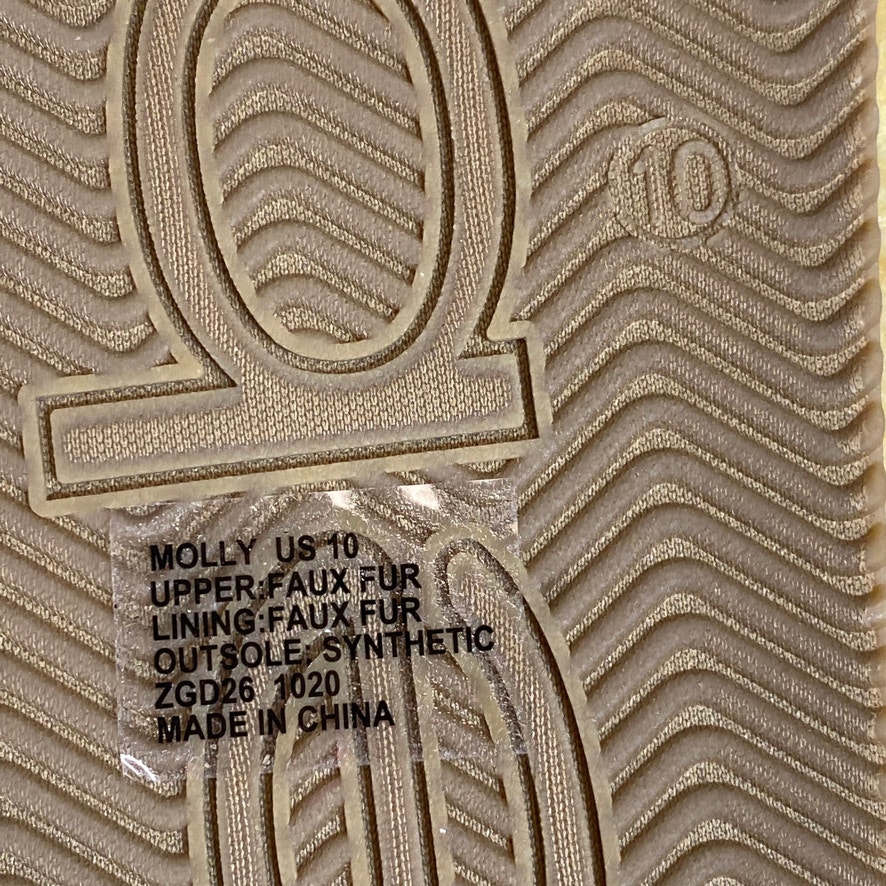 10
MOLLY US 10
UPPER:FAUX FUR
LINING:FAUX FUR
OUTSOLE: SYNTHETIC
ZGD26 1020
MADE IN CHINA